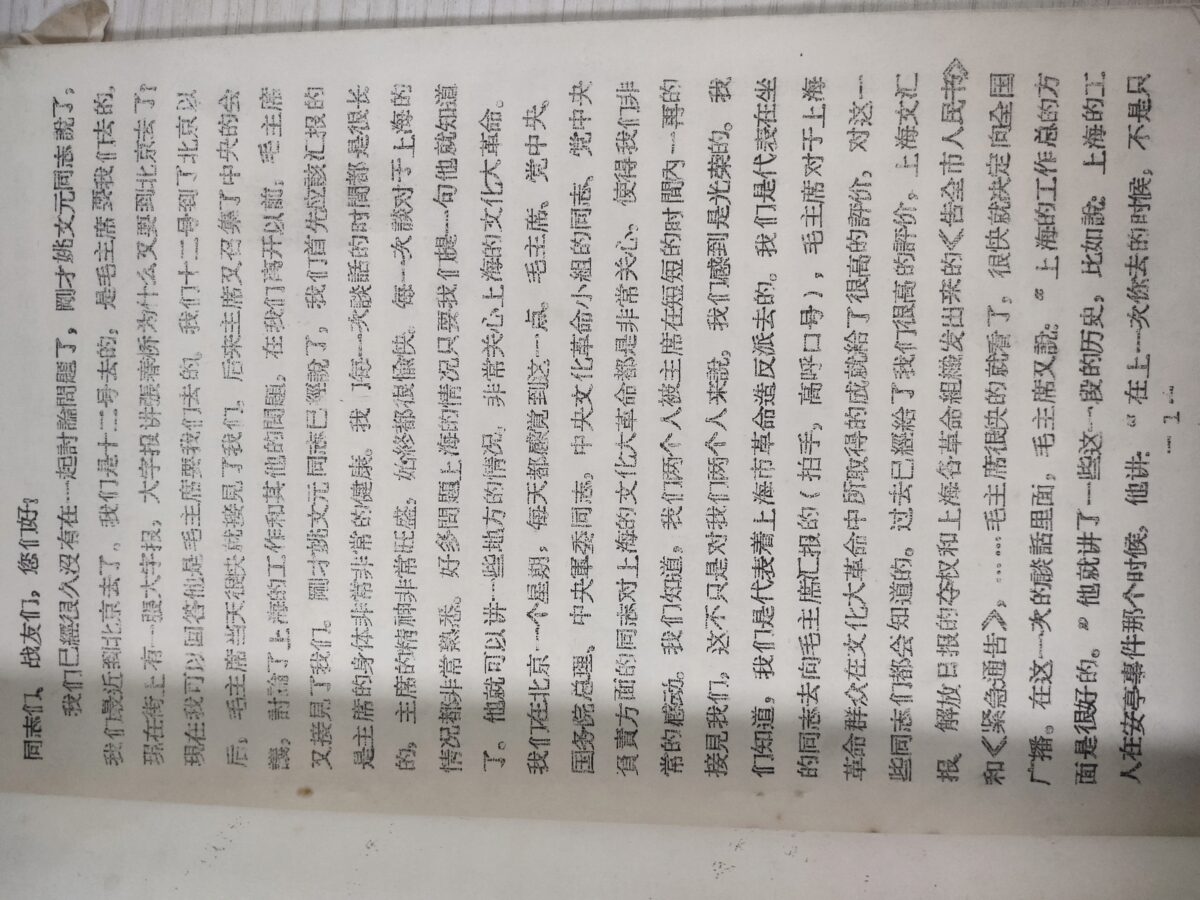 同志们、战友们，您们好：
我们已經很久沒有在一起討論問題了，剛才姚文元同志說了，
我们最近到北京去了。我们是十二号去的，是毛主席要我们去的，
現在街上有一張大字报，大字报讲張春桥为什么又要到北京去了？
現在我可以回答他是毛主席要我们去的。我们十二号到了北京以
后，毛主席当天很快就接見了我们。后来主席又召集了中央的会
議，討論了上海的工作和其他的問題，在我们离开以前，毛主席
又接見了我们。剛才姚文元同志已經說了，我们首先应該汇报的
是主席的身体非常非常的健康。我们每一次談話的时間都是很长
的，主席的精神非常旺盛，始終都很愉快。每一次談对于上海的
情况都非常熟悉。好多問題上海的情况只要我们提一句他就知道
了。他就可以讲一些地方的情况，非常关心上海的文化大革命。
我们在北京一个星期，每天都感覚到这一点。毛主席、党中央、
国务院总理、中央軍委同志，中央文化革命小組的同志、党中央
負責方面的同志对上海的文化大革命都是非常关心，使得我们非
常的感动。我们知道，我们两个人被主席在短短的时間內一再的
接見我们，这不只是对我们两个人来說，我们感到是光荣的。我
们知道，我们是代表着上海市革命造反派去的。我们是代表在坐
的同志去向毛主席汇报的（拍手，高呼口号），毛主席对于上海
革命群众在文化大革命中所取得的成就給了很高的評价，对这一
些同志们都会知道的。过去已經給了我们很高的評价，上海文汇
报、解放日报的夺权和上海各革命組織发出来的《告全市人民书》
和《紧急通告》，……毛主席很快的就看了，很快就决定向全国
广播。在这一次的談話里面，毛主席又說：“上海的工作总的方
面是很好的。”他就讲了一些这一段的历史，比如說：上海的工
人在安亭事件那个时候，他讲：“在上一次你去的时候，不是只
-1-